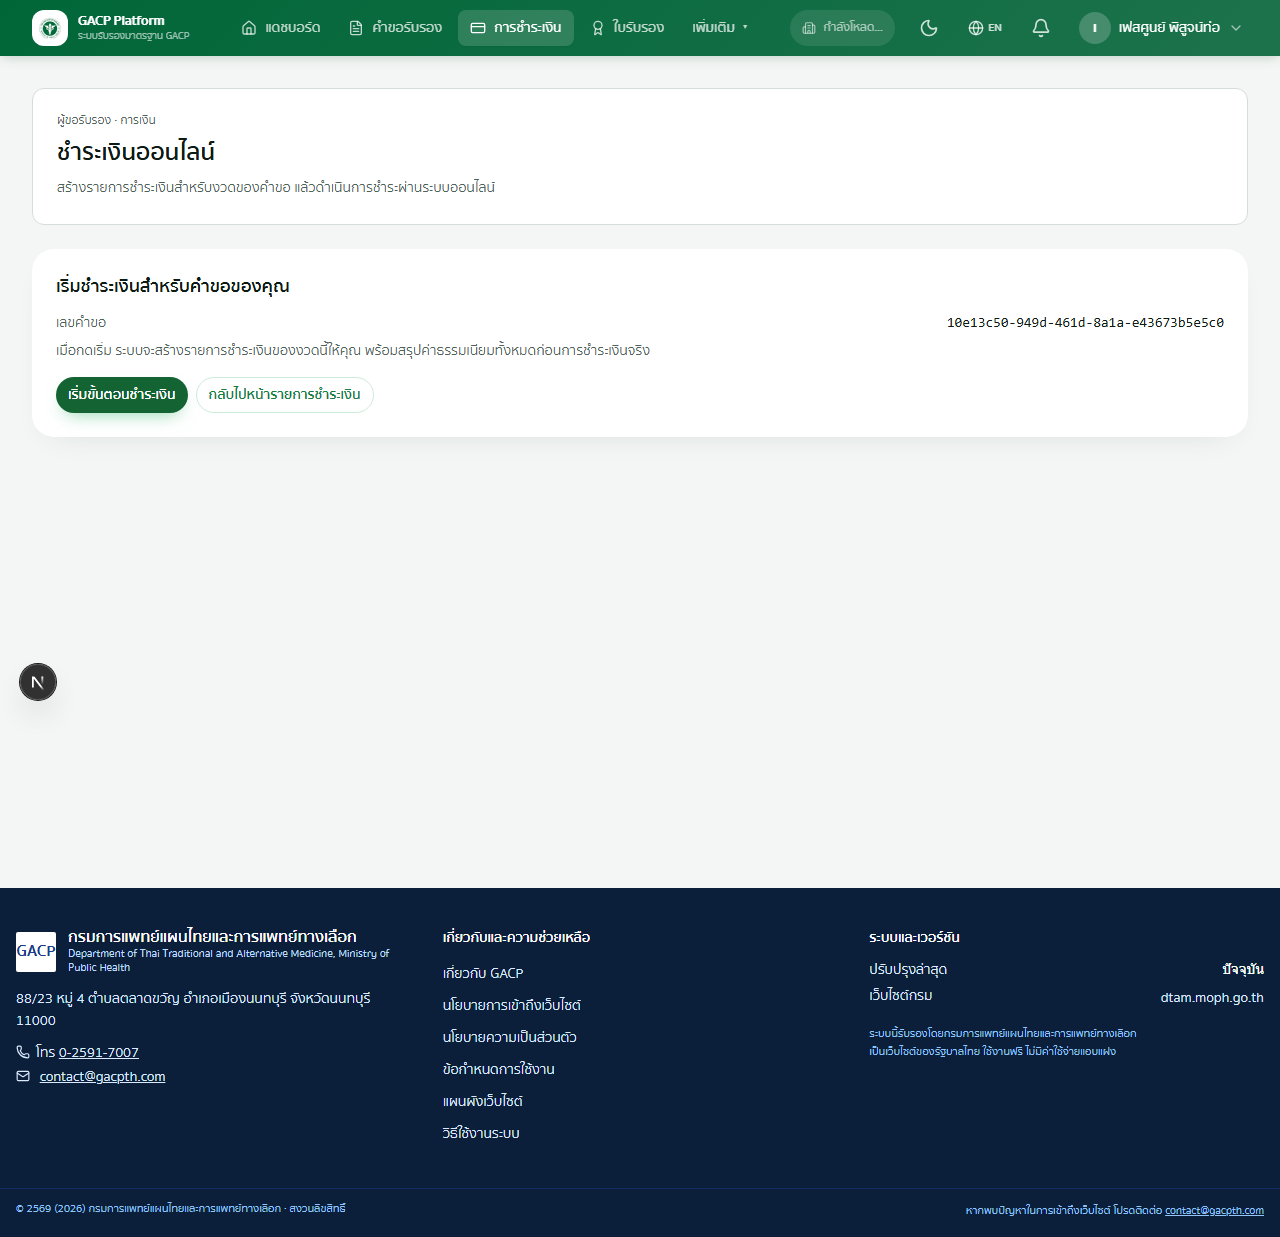 GACP Platform
ระบบรับรองมาตรฐาน GACP
แดชบอร์ด
คำขอรับรอง
การชำระเงิน
ใบรับรอง
เพิ่มเติม
กำลังโหลด...
EN
I
เฟสศูนย์ พิสูจน์ท่อ
ผู้ขอรับรอง · การเงิน
ชำระเงินออนไลน์
สร้างรายการชำระเงินสำหรับงวดของคำขอ แล้วดำเนินการชำระผ่านระบบออนไลน์
เริ่มชำระเงินสำหรับคำขอของคุณ
เลขคำขอ
10e13c50-949d-461d-8a1a-e43673b5e5c0
เมื่อกดเริ่ม ระบบจะสร้างรายการชำระเงินของงวดนี้ให้คุณ พร้อมสรุปค่าธรรมเนียมทั้งหมดก่อนการชำระเงินจริง
เริ่มขั้นตอนชำระเงิน
กลับไปหน้ารายการชำระเงิน
N
GACP
กรมการแพทย์แผนไทยและการแพทย์ทางเลือก
Department of Thai Traditional and Alternative Medicine, Ministry of
Public Health
88/23 หมู่ 4 ตำบลตลาดขวัญ อำเภอเมืองนนทบุรี จังหวัดนนทบุรี
11000
โทร 0-2591-7007
contact@gacpth.com
เกี่ยวกับและความช่วยเหลือ
เกี่ยวกับ GACP
นโยบายการเข้าถึงเว็บไซต์
นโยบายความเป็นส่วนตัว
ข้อกำหนดการใช้งาน
แผนผังเว็บไซต์
วิธีใช้งานระบบ
ระบบและเวอร์ชัน
ปรับปรุงล่าสุด
ปัจจุบัน
เว็บไซต์กรม
dtam.moph.go.th
ระบบนี้รับรองโดยกรมการแพทย์แผนไทยและการแพทย์ทางเลือก
เป็นเว็บไซต์ของรัฐบาลไทย ใช้งานฟรี ไม่มีค่าใช้จ่ายแอบแฝง
© 2569 (2026) กรมการแพทย์แผนไทยและการแพทย์ทางเลือก · สงวนลิขสิทธิ์
หากพบปัญหาในการเข้าถึงเว็บไซต์ โปรดติดต่อ contact@gacpth.com